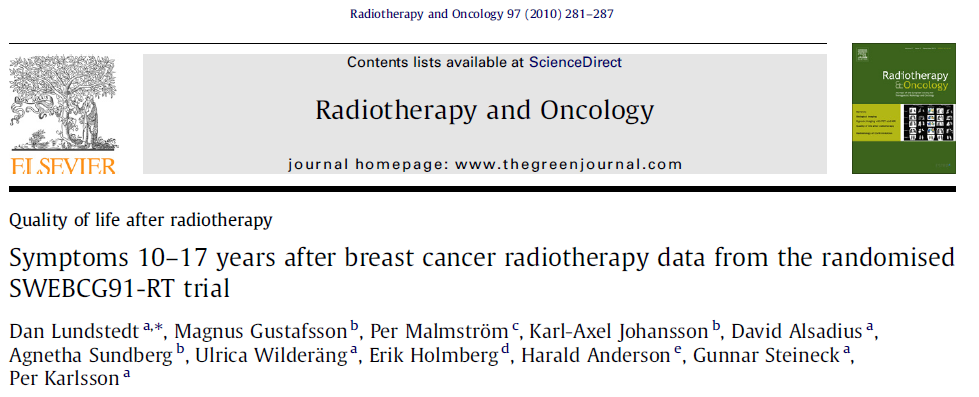 Radiotherapy and Oncology 97 (2010) 281–287
Contents lists available at ScienceDirect
Radiotherapy and Oncology
journal homepage: www.thegreenjournal.com
ELSEVIER
Radiotherapy
&Oncology
Quality of life after radiotherapy
Symptoms 10–17 years after breast cancer radiotherapy data from the randomised
SWEBCG91-RT trial
Dan Lundstedt a,*, Magnus Gustafsson b, Per Malmström c, Karl-Axel Johansson b, David Alsadius a,
Agnetha Sundberg b, Ulrica Wilderäng a, Erik Holmberg d, Harald Anderson e, Gunnar Steineck a,
Per Karlsson a